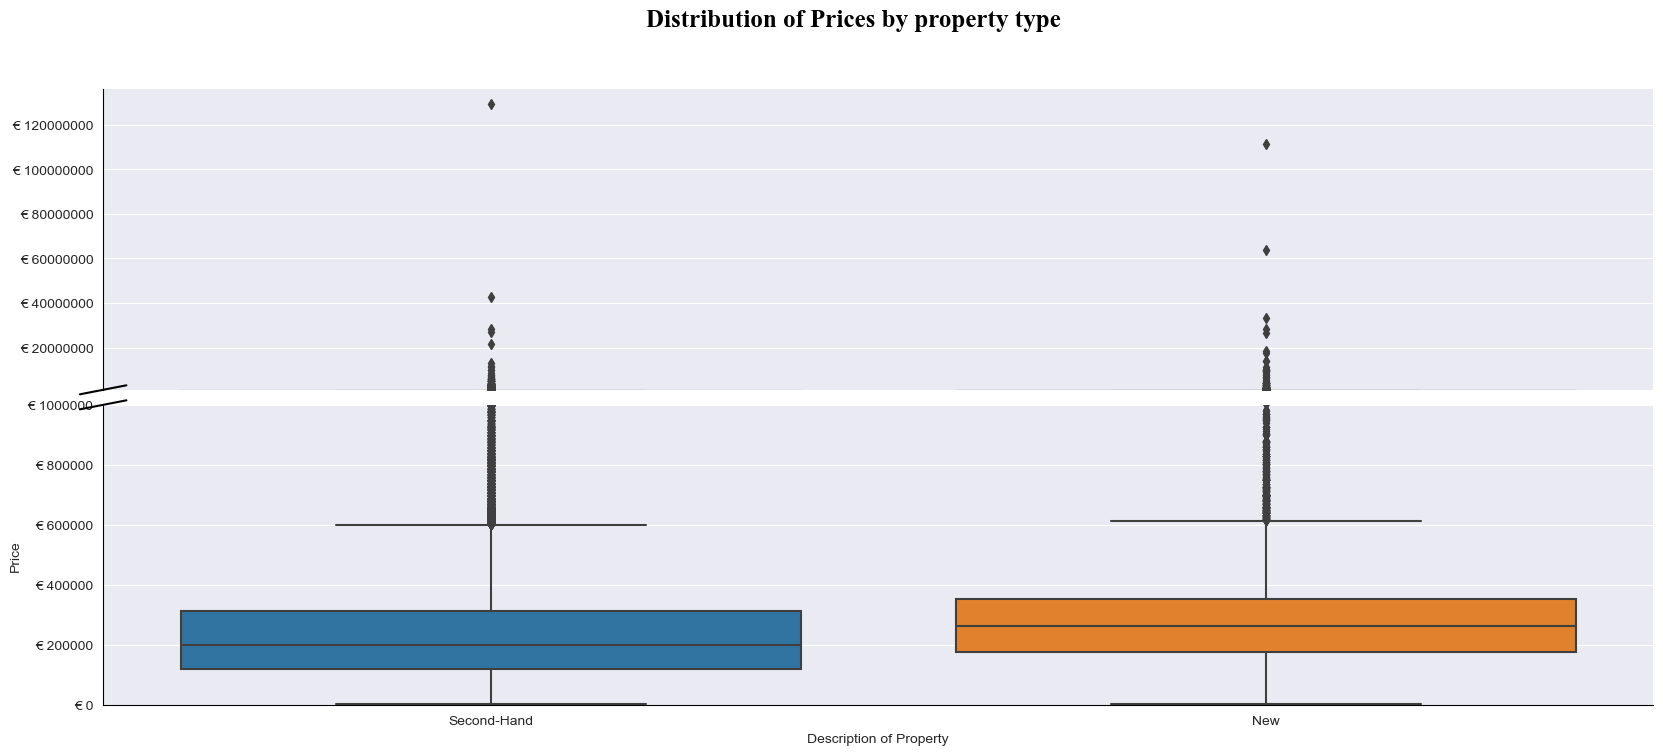 Distribution of Prices by property type
€ 120000000
€ 100000000
€ 80000000
€ 60000000
€ 40000000
€ 20000000
€ 1000000
€ 800000
€ 600000
€ 400000
€ 200000
€ 0
Price
Second-Hand
New
Description of Property